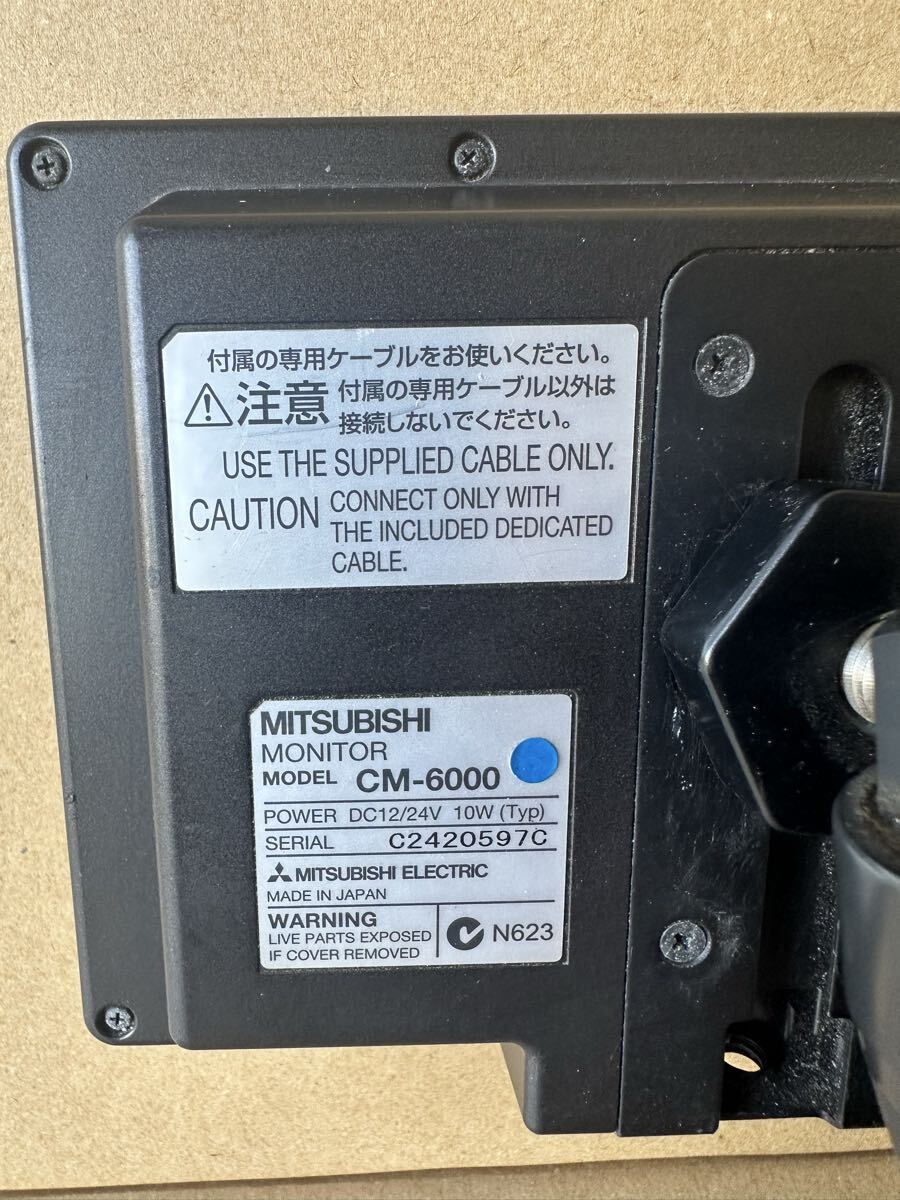 付属の専用ケーブルをお使いください。
注意 付属の専用ケーブル以外は
接続しないでください。
USE THE SUPPLIED CABLE ONLY.
CAUTION CONNECT ONLY WITH
THE INCLUDED DEDICATED
CABLE.
MITSUBISHI
MONITOR
MODEL CM-6000
POWER DC12/24V 10W (Typ)
SERIAL C2420597C
MITSUBISHI ELECTRIC
MADE IN JAPAN
WARNING
LIVE PARTS EXPOSED
IF COVER REMOVED
N623